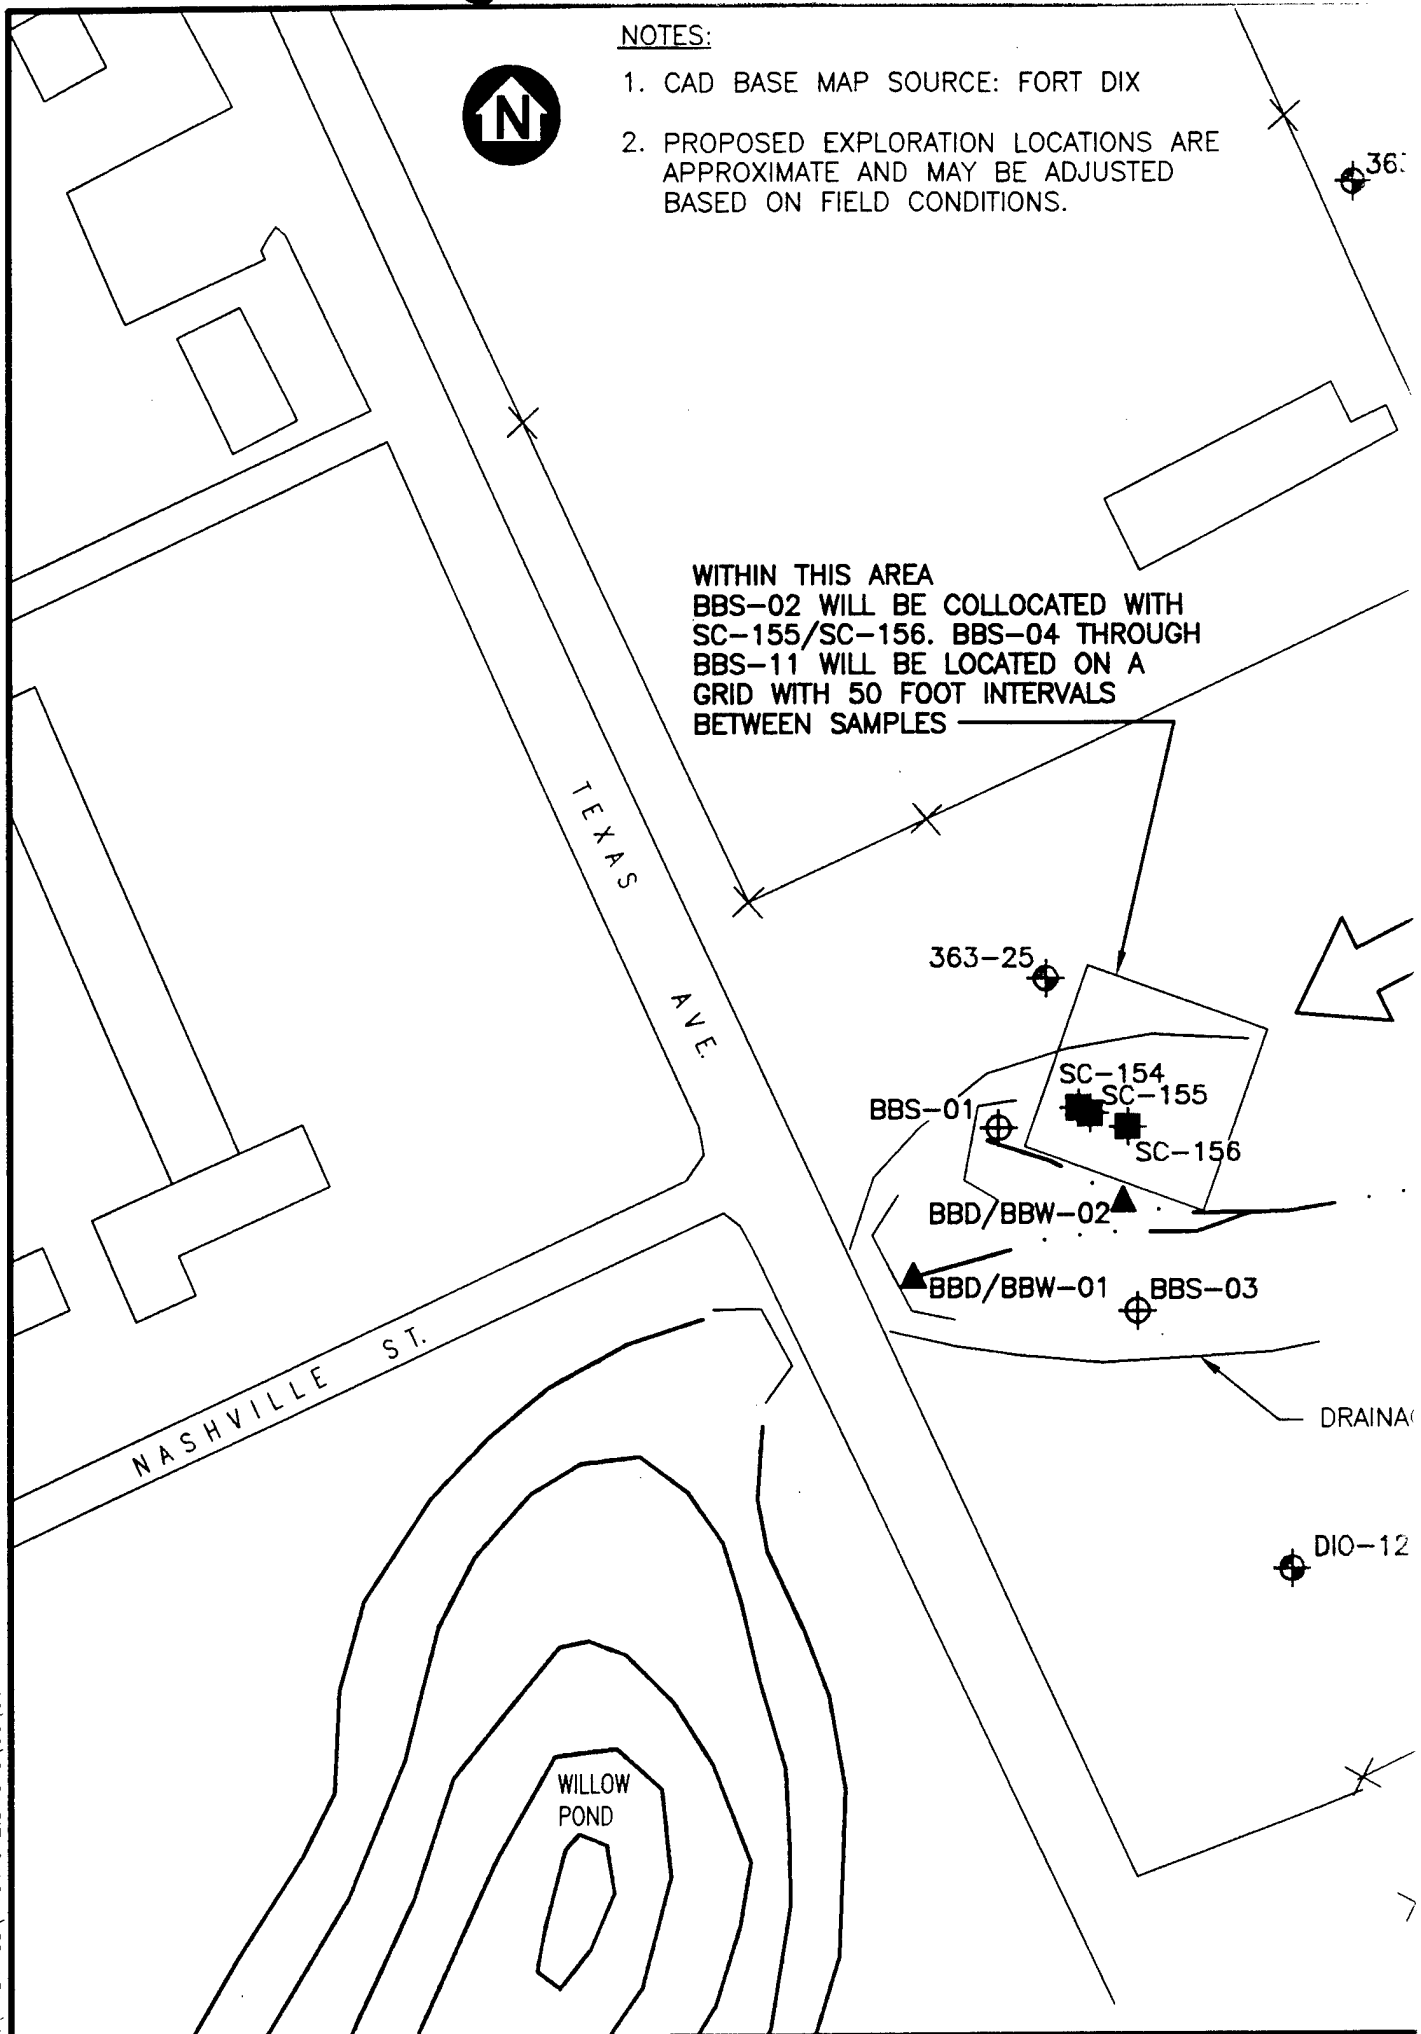 NOTES:
1. CAD BASE MAP SOURCE: FORT DIX
N
2. PROPOSED EXPLORATION LOCATIONS ARE
APPROXIMATE AND MAY BE ADJUSTED
BASED ON FIELD CONDITIONS.
WITHIN THIS AREA
BBS-02 WILL BE COLLOCATED WITH
SC-155/SC-156. BBS-04 THROUGH
BBS-11 WILL BE LOCATED ON A
GRID WITH 50 FOOT INTERVALS
BETWEEN SAMPLES
TEXAS AVE.
363-25
SC-154
SC-155
BBS-01
SC-156
BBD/BBW-02
BBD/BBW-01
BBS-03
NASHVILLE ST.
DIO-12
WILLOW
POND